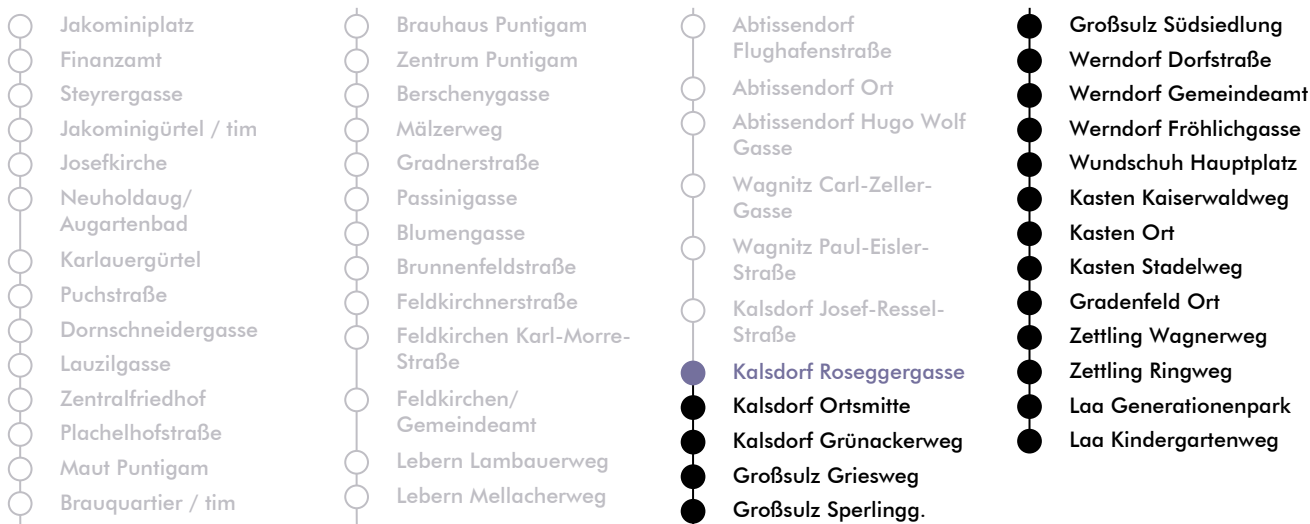 Jakominiplatz
Finanzamt
Steyrergasse
Jakominigürtel / tim
Josefkirche
Neuholdaug/
Augartenbad
Karlauergürtel
Puchstraße
Dornschneidergasse
Lauzilgasse
Zentralfriedhof
Plachelhofstraße
Maut Puntigam
Brauquartier / tim
Brauhaus Puntigam
Zentrum Puntigam
Berschenygasse
Mälzerweg
Gradnerstraße
Passinigasse
Blumengasse
Brunnenfeldstraße
Feldkirchnerstraße
Feldkirchen Karl-Morre-
Straße
Feldkirchen/
Gemeindeamt
Lebern Lambauerweg
Lebern Mellacherweg
Abtissendorf
Flughafenstraße
Abtissendorf Ort
Abtissendorf Hugo Wolf
Gasse
Wagnitz Carl-Zeller-
Gasse
Wagnitz Paul-Eisler-
Straße
Kalsdorf Josef-Ressel-
Straße
Kalsdorf Roseggergasse
Kalsdorf Ortsmitte
Kalsdorf Grünackerweg
Großsulz Griesweg
Großsulz Sperlingg.
Großsulz Südsiedlung
Werndorf Dorfstraße
Werndorf Gemeindeamt
Werndorf Fröhlichgasse
Wundschuh Hauptplatz
Kasten Kaiserwaldweg
Kasten Ort
Kasten Stadelweg
Gradenfeld Ort
Zettling Wagnerweg
Zettling Ringweg
Laa Generationenpark
Laa Kindergartenweg